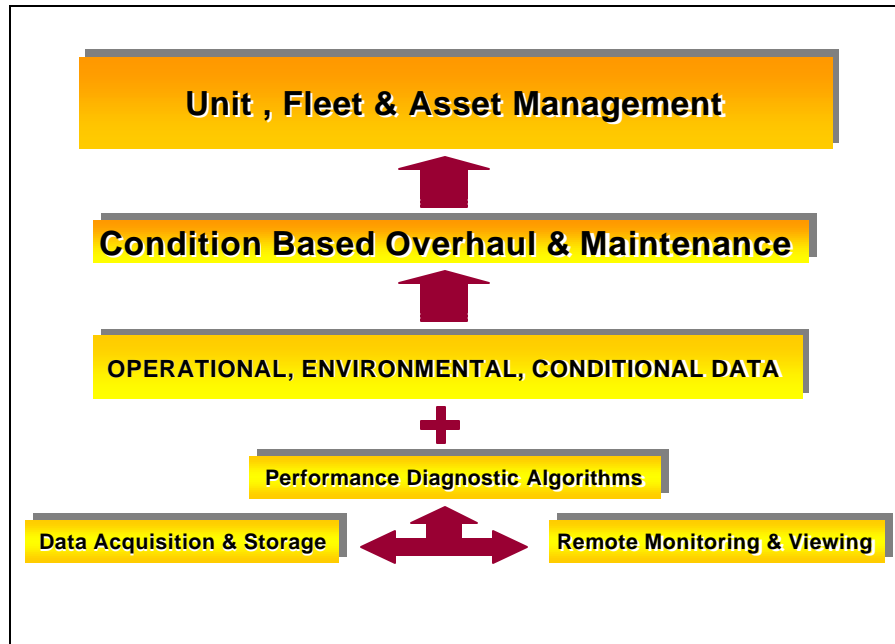 Unit , Fleet & Asset Management
Condition Based Overhaul & Maintenance
OPERATIONAL, ENVIRONMENTAL, CONDITIONAL DATA
Performance Diagnostic Algorithms
Data Acquisition & Storage
Remote Monitoring & Viewing